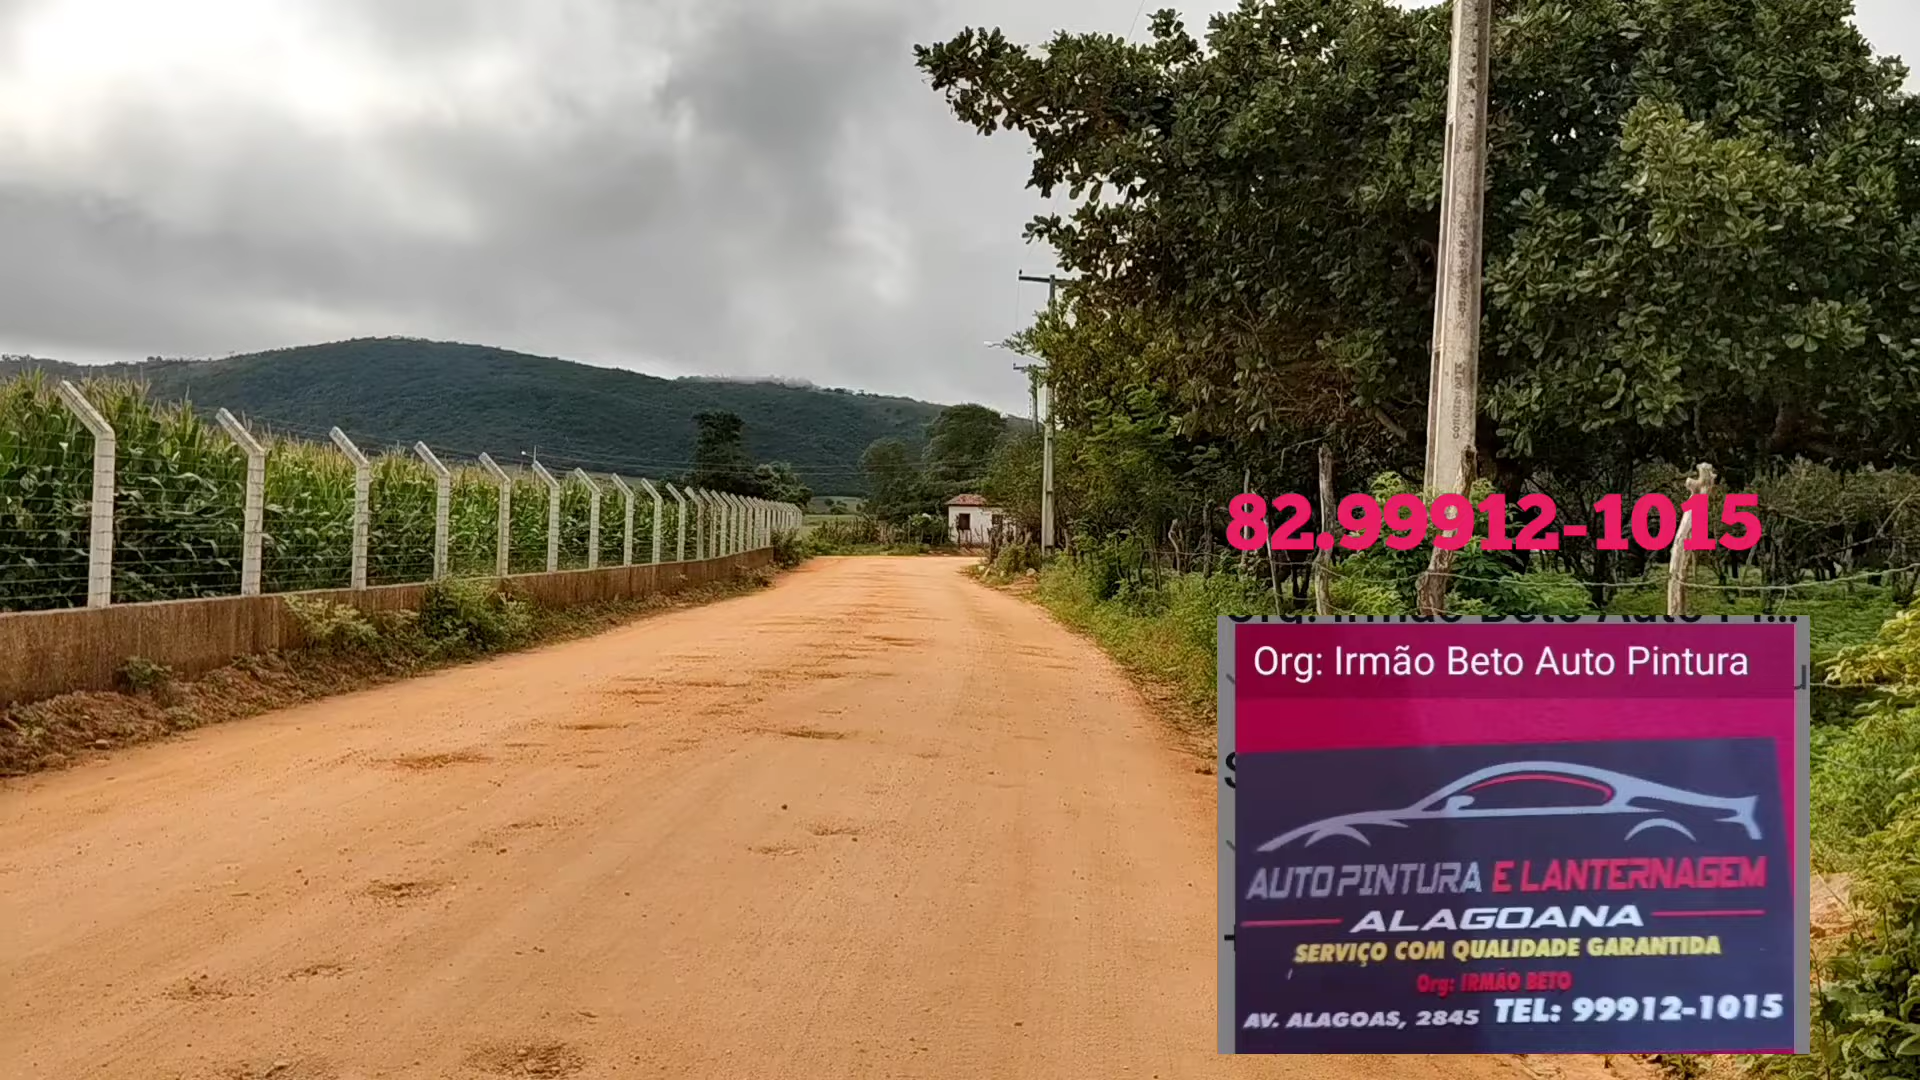 82.99912-1015
Org: Irmão Beto Auto Pintura
AUTO PINTURA E LANTERNAGEM
ALAGOANA
SERVIÇO COM QUALIDADE GARANTIDA
Org: IRMÃO BETO
AV. ALAGOAS, 2845 TEL: 99912-1015